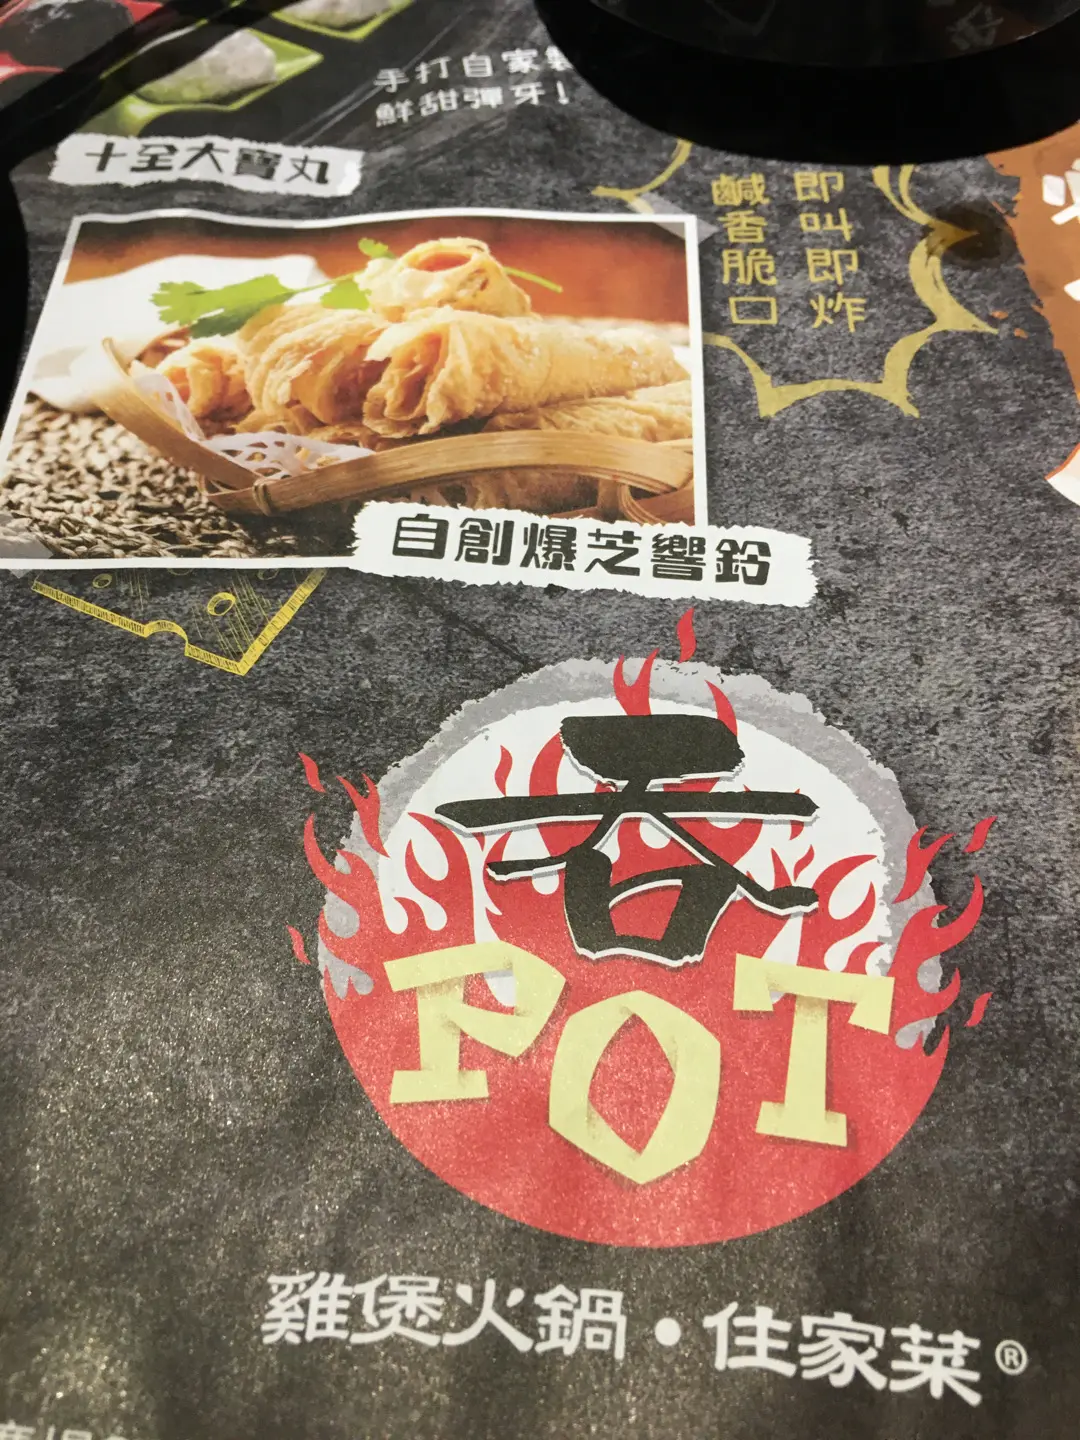 手打自家製
鮮甜彈牙!
十全大寶丸
即叫即炸
鹹香脆口
自創爆芝響鈴
吞
POT
雞煲火鍋・住家菜®